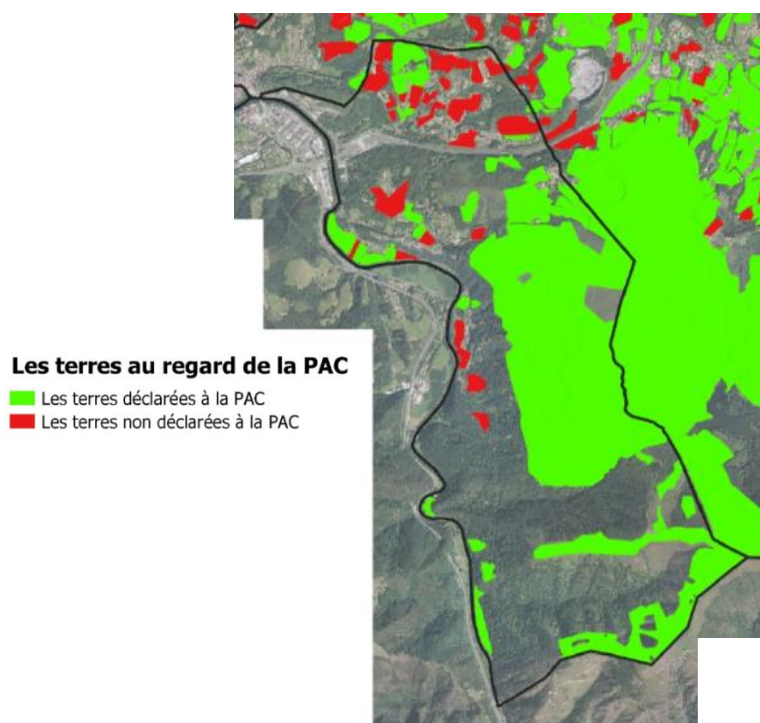 Les terres au regard de la PAC
Les terres déclarées à la PAC
Les terres non déclarées à la PAC